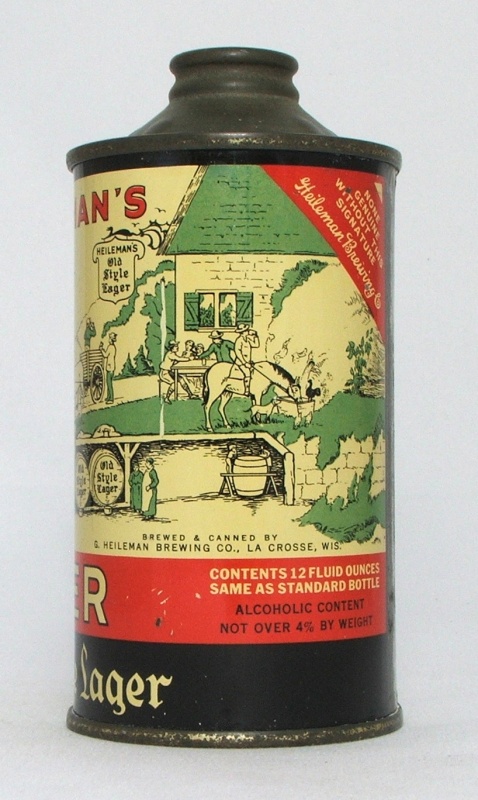 AN'S
HEILEMAN'S
Old
Style
Lager
NONE
GENUINE
WITHOUT THIS
SIGNATURE
Heileman Brewing
Old
Style
Lager
BREWED & CANNED BY
G. HEILEMAN BREWING CO., LA CROSSE, WIS.
ER
CONTENTS 12 FLUID OUNCES
SAME AS STANDARD BOTTLE
ALCOHOLIC CONTENT
NOT OVER 4% BY WEIGHT
Lager